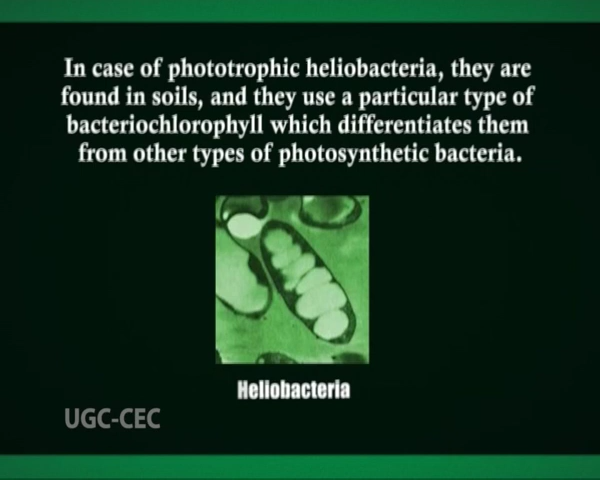 In case of phototrophic heliobacteria, they are
found in soils, and they use a particular type of
bacteriochlorophyll which differentiates them
from other types of photosynthetic bacteria.
Heliobacteria
UGC-CEC